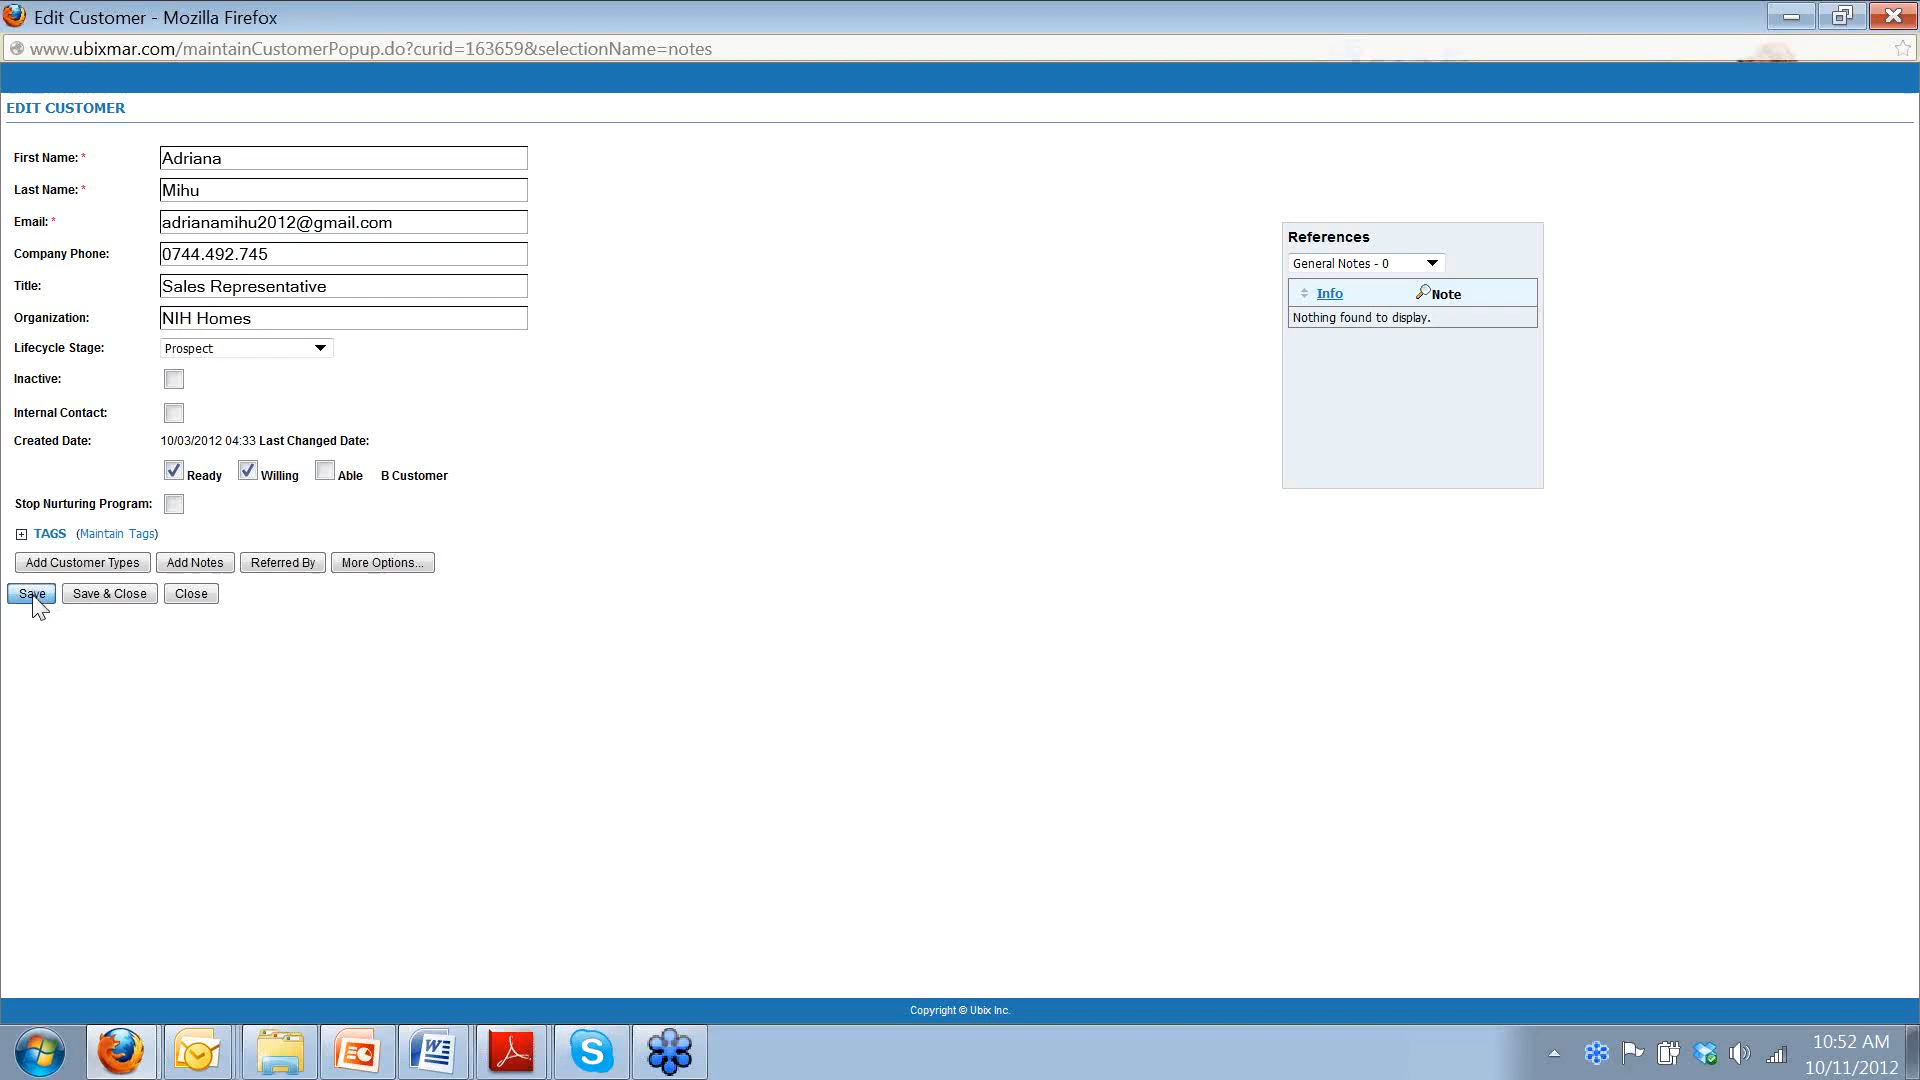 Edit Customer - Mozilla Firefox
www.ubixmar.com/maintainCustomerPopup.do?curid=163659&selectionName=notes
EDIT CUSTOMER
First Name: * Adriana
Last Name: * Mihu
Email: * adrianamihu2012@gmail.com
Company Phone: 0744.492.745
Title: Sales Representative
Organization: NIH Homes
Lifecycle Stage: Prospect
Inactive:
Internal Contact:
Created Date: 10/03/2012 04:33 Last Changed Date:
Ready Willing Able B Customer
Stop Nurturing Program:
TAGS (Maintain Tags)
Add Customer Types Add Notes Referred By More Options...
Save Save & Close Close
References
General Notes - 0
Info Note
Nothing found to display.
Copyright © Ubix Inc.
10:52 AM
10/11/2012